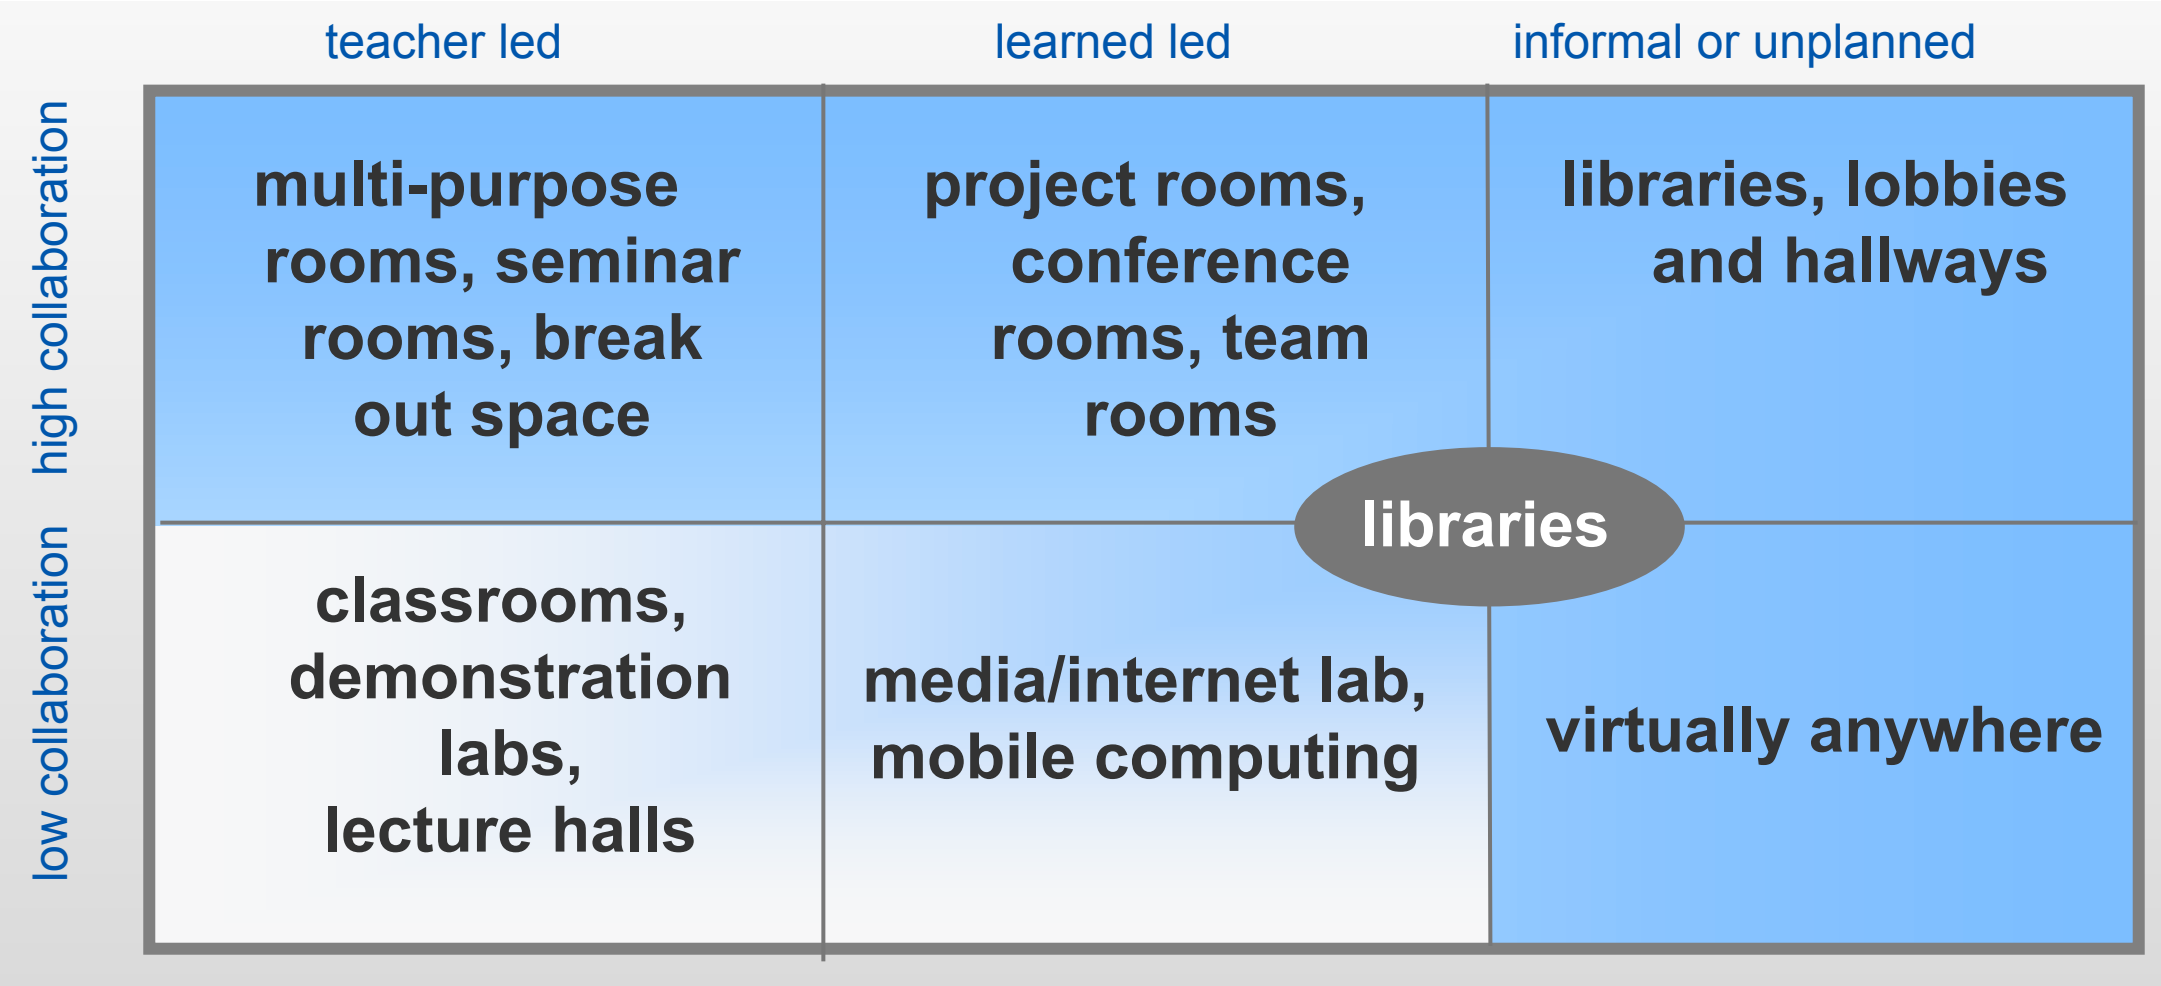 teacher led
learned led
informal or unplanned
high collaboration
multi-purpose
rooms, seminar
rooms, break
out space
project rooms,
conference
rooms, team
rooms
libraries, lobbies
and hallways
libraries
low collaboration
classrooms,
demonstration
labs,
lecture halls
media/internet lab,
mobile computing
virtually anywhere